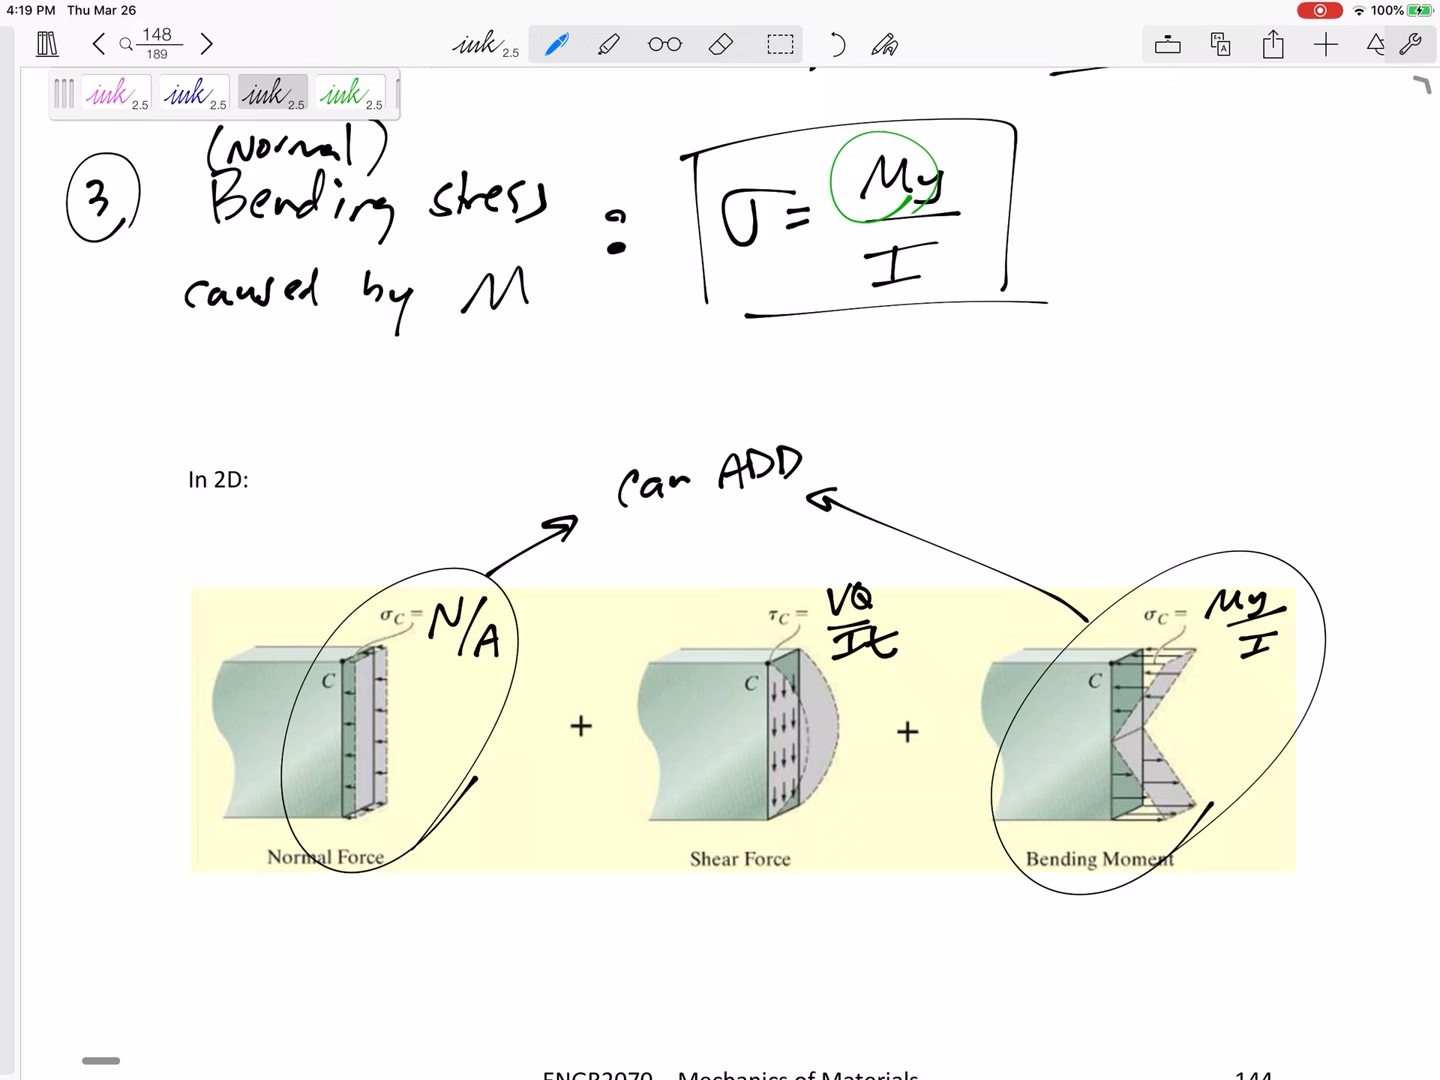 4:19 PM Thu Mar 26
100%
148
189
ink 2.5
ink 2.5
ink 2.5
ink 2.5
ink 2.5
(Normal)
3
Bending stress :
caused by M
σ = My
I
In 2D:
can ADD
σC = N/A
τC = VQ
It
σC = My
I
C
C
C
+
+
Normal Force
Shear Force
Bending Moment
ENGR2070 Mechanics of Materials
144